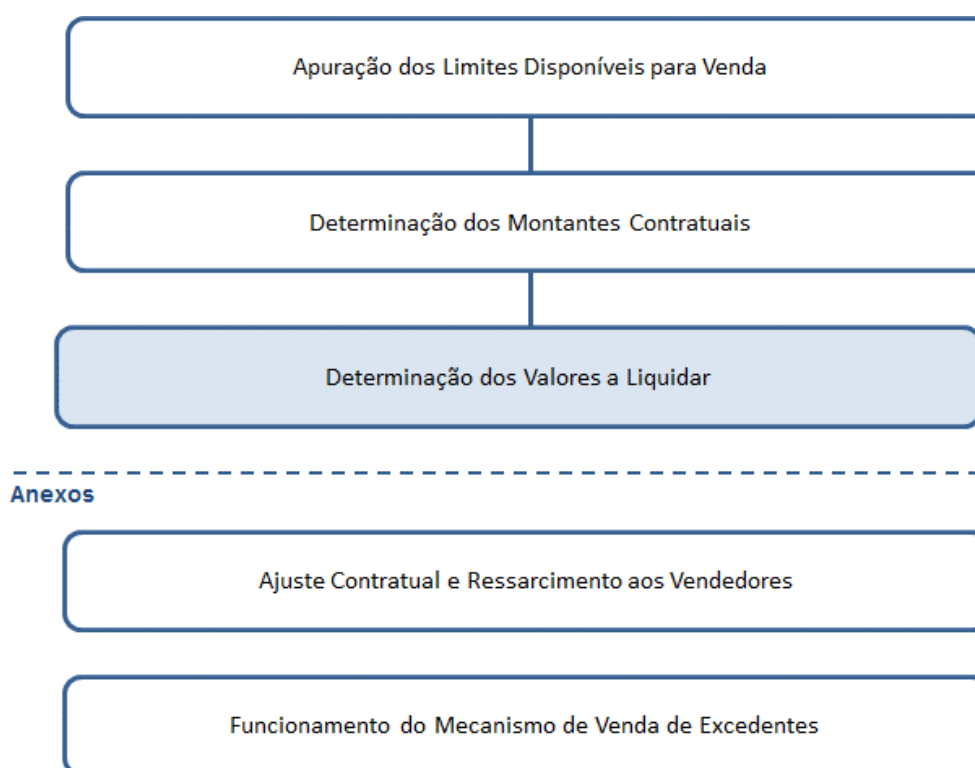 Apuração dos Limites Disponíveis para Venda
Determinação dos Montantes Contratuais
Determinação dos Valores a Liquidar
Anexos
Ajuste Contratual e Ressarcimento aos Vendedores
Funcionamento do Mecanismo de Venda de Excedentes